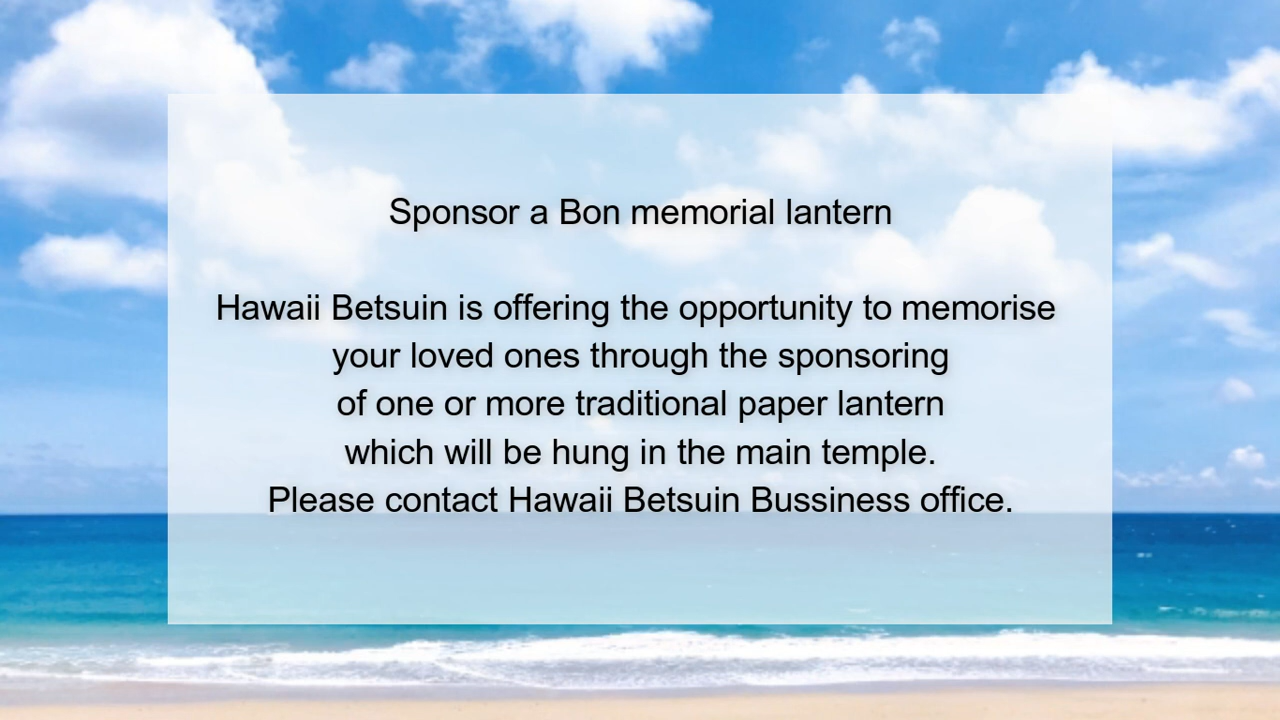 Sponsor a Bon memorial lantern
Hawaii Betsuin is offering the opportunity to memorise
your loved ones through the sponsoring
of one or more traditional paper lantern
which will be hung in the main temple.
Please contact Hawaii Betsuin Bussiness office.